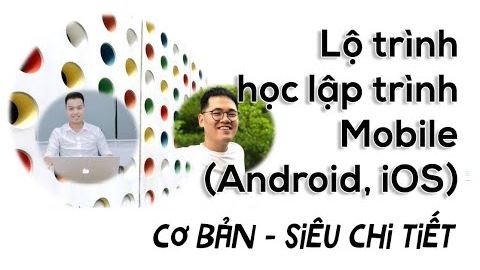 Lộ trình
học lập trình
Mobile
(Android, iOS)
CƠ BẢN - SIÊU CHI TIẾT